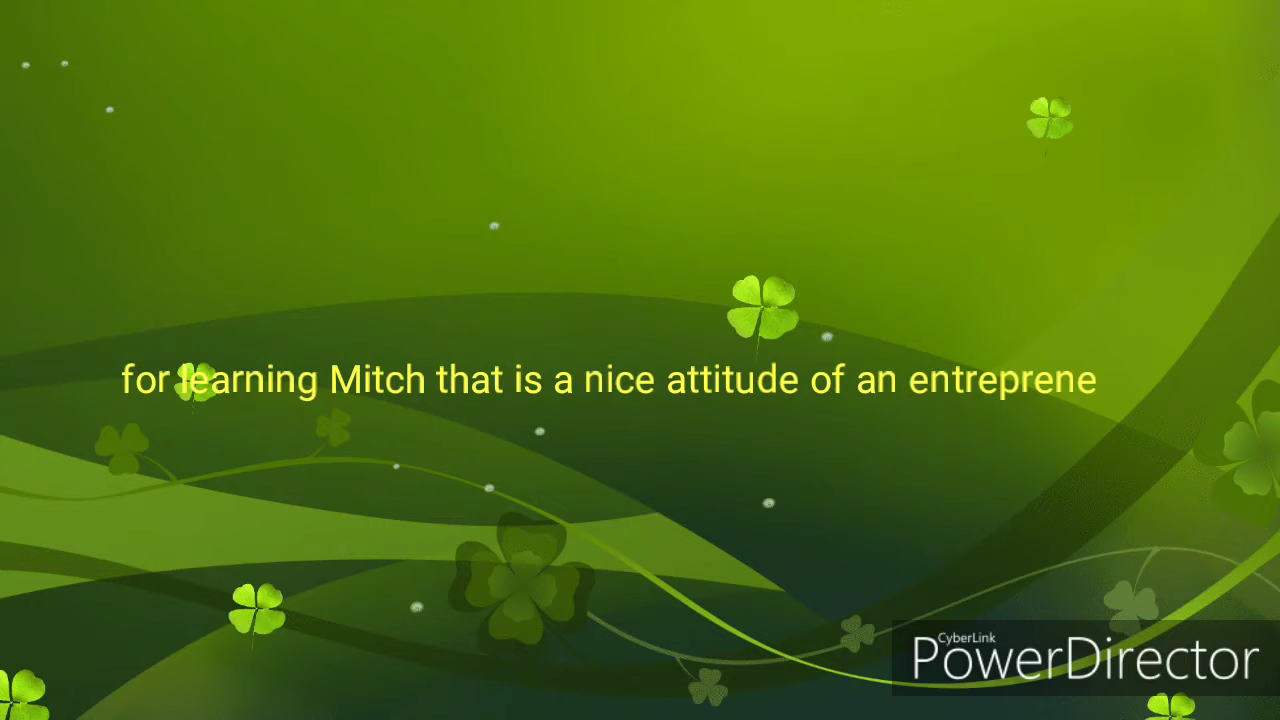 for learning Mitch that is a nice attitude of an entreprene
CyberLink
PowerDirector